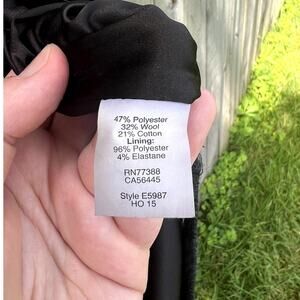 47% Polyester
32% Wool
21% Cotton
Lining:
96% Polyester
4% Elastane
RN77388
CA56445
Style E5987
HO 15